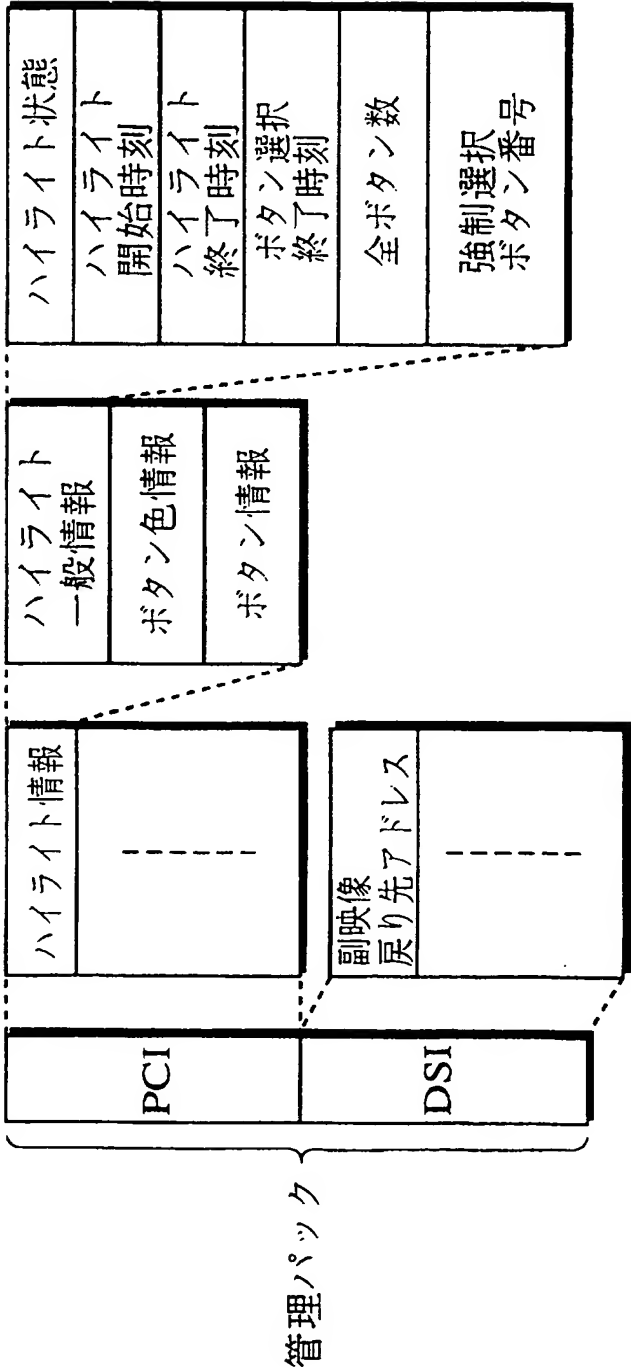 管理パック
PCI
DSI
ハイライト情報
副映像
戻り先アドレス
ハイライト
一般情報
ボタン色情報
ボタン情報
ハイライト状態
ハイライト
開始時刻
ハイライト
終了時刻
ボタン選択
終了時刻
全ボタン数
強制選択
ボタン番号